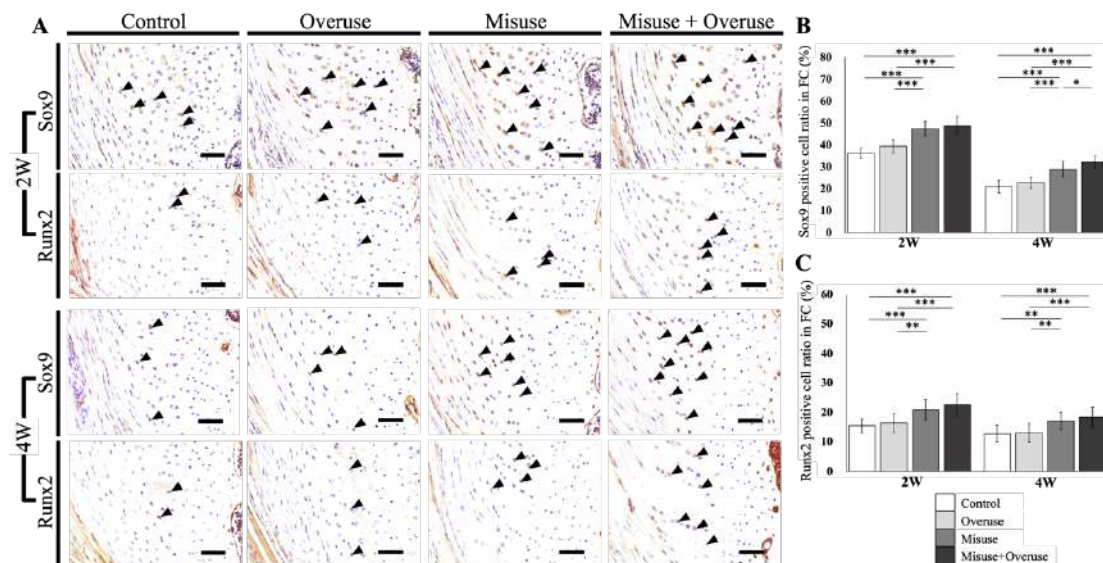 A
Control
Overuse
Misuse
Misuse + Overuse
2W
Sox9
Runx2
4W
Sox9
Runx2
B
Sox9 positive cell ratio in FC (%)
80
70
60
50
40
30
20
10
0
***
***
***
***
***
***
***
***
*
2W
4W
C
Runx2 positive cell ratio in FC (%)
60
50
40
30
20
10
0
***
***
***
**
***
***
**
**
2W
4W
Control
Overuse
Misuse
Misuse+Overuse